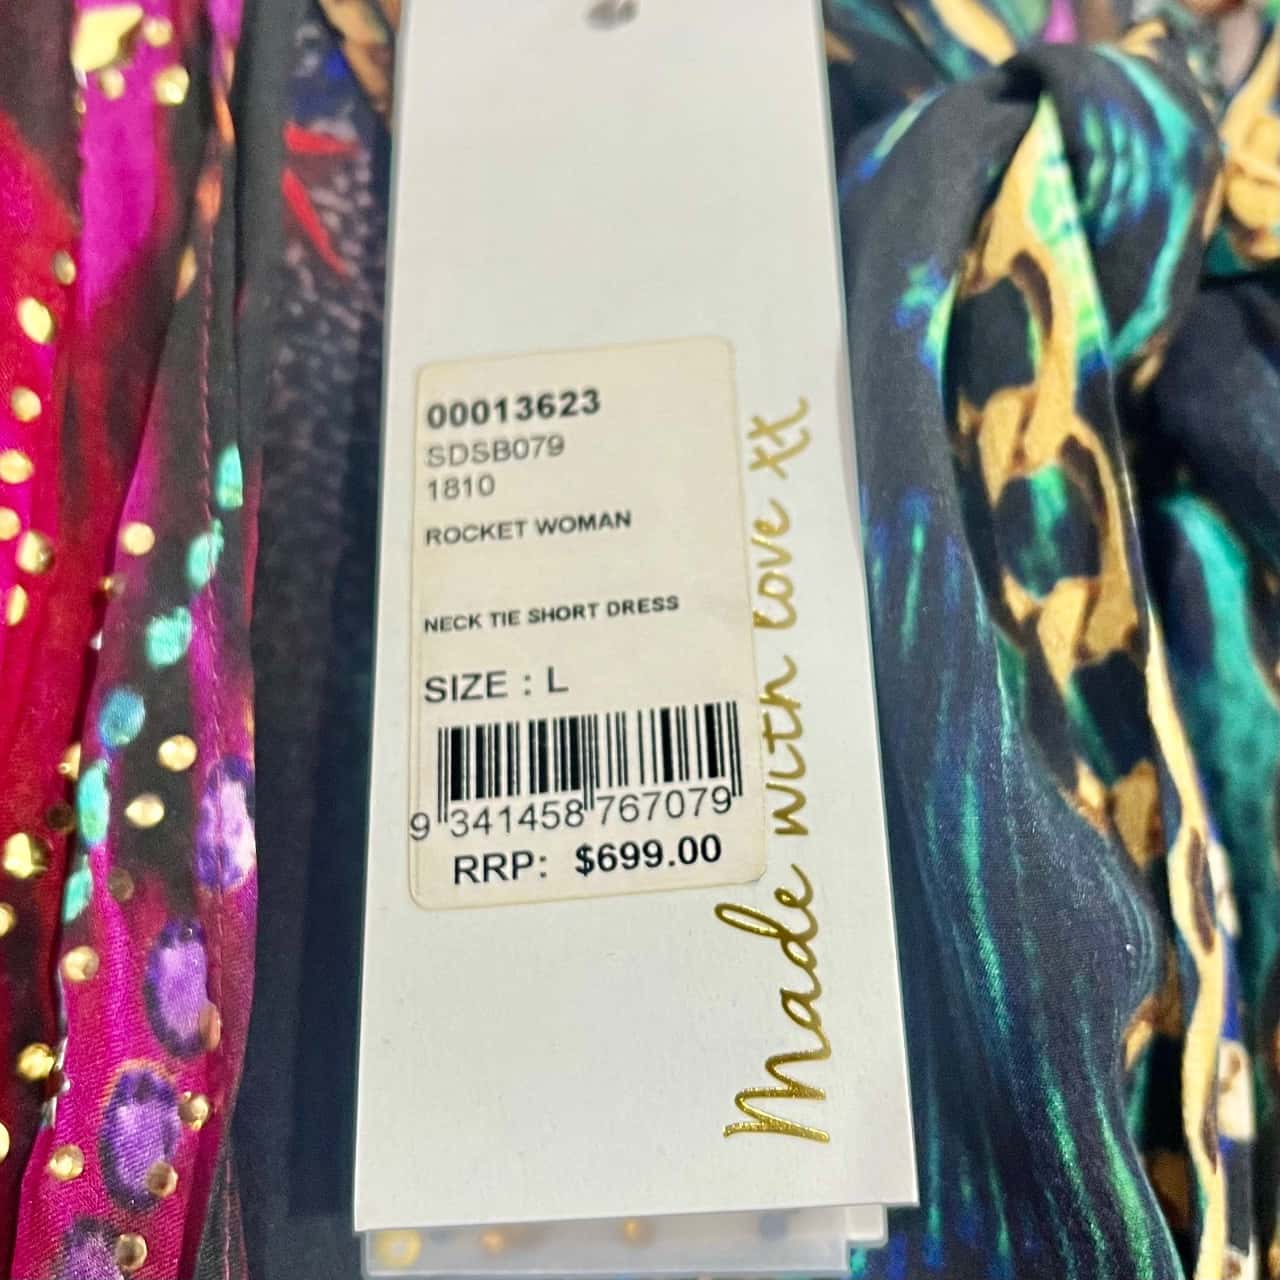 00013623
SDSB079
1810
ROCKET WOMAN
NECK TIE SHORT DRESS
SIZE : L
9 341458 767079
RRP: $699.00
Made with love xx